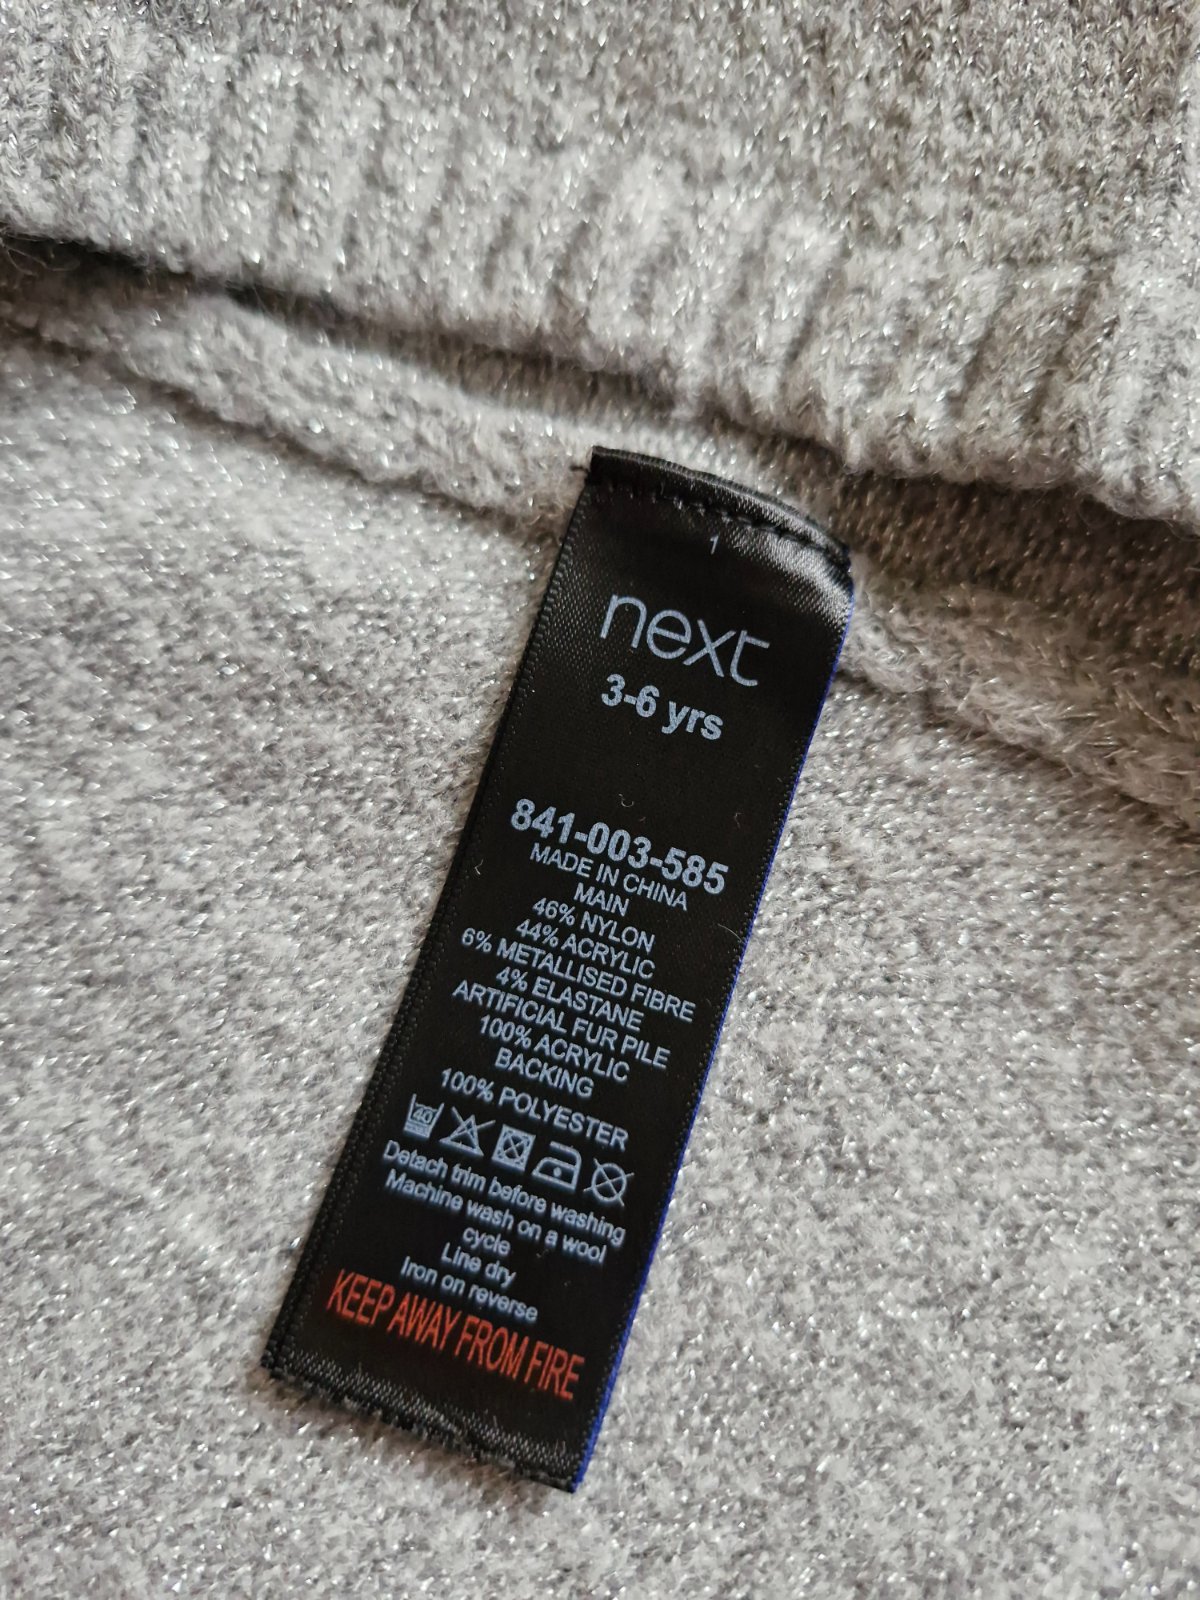 1
next
3-6 yrs
841-003-585
MADE IN CHINA
MAIN
46% NYLON
44% ACRYLIC
6% METALLISED FIBRE
4% ELASTANE
ARTIFICIAL FUR PILE
100% ACRYLIC
BACKING
100% POLYESTER
40
Detach trim before washing
Machine wash on a wool
cycle
Line dry
Iron on reverse
KEEP AWAY FROM FIRE